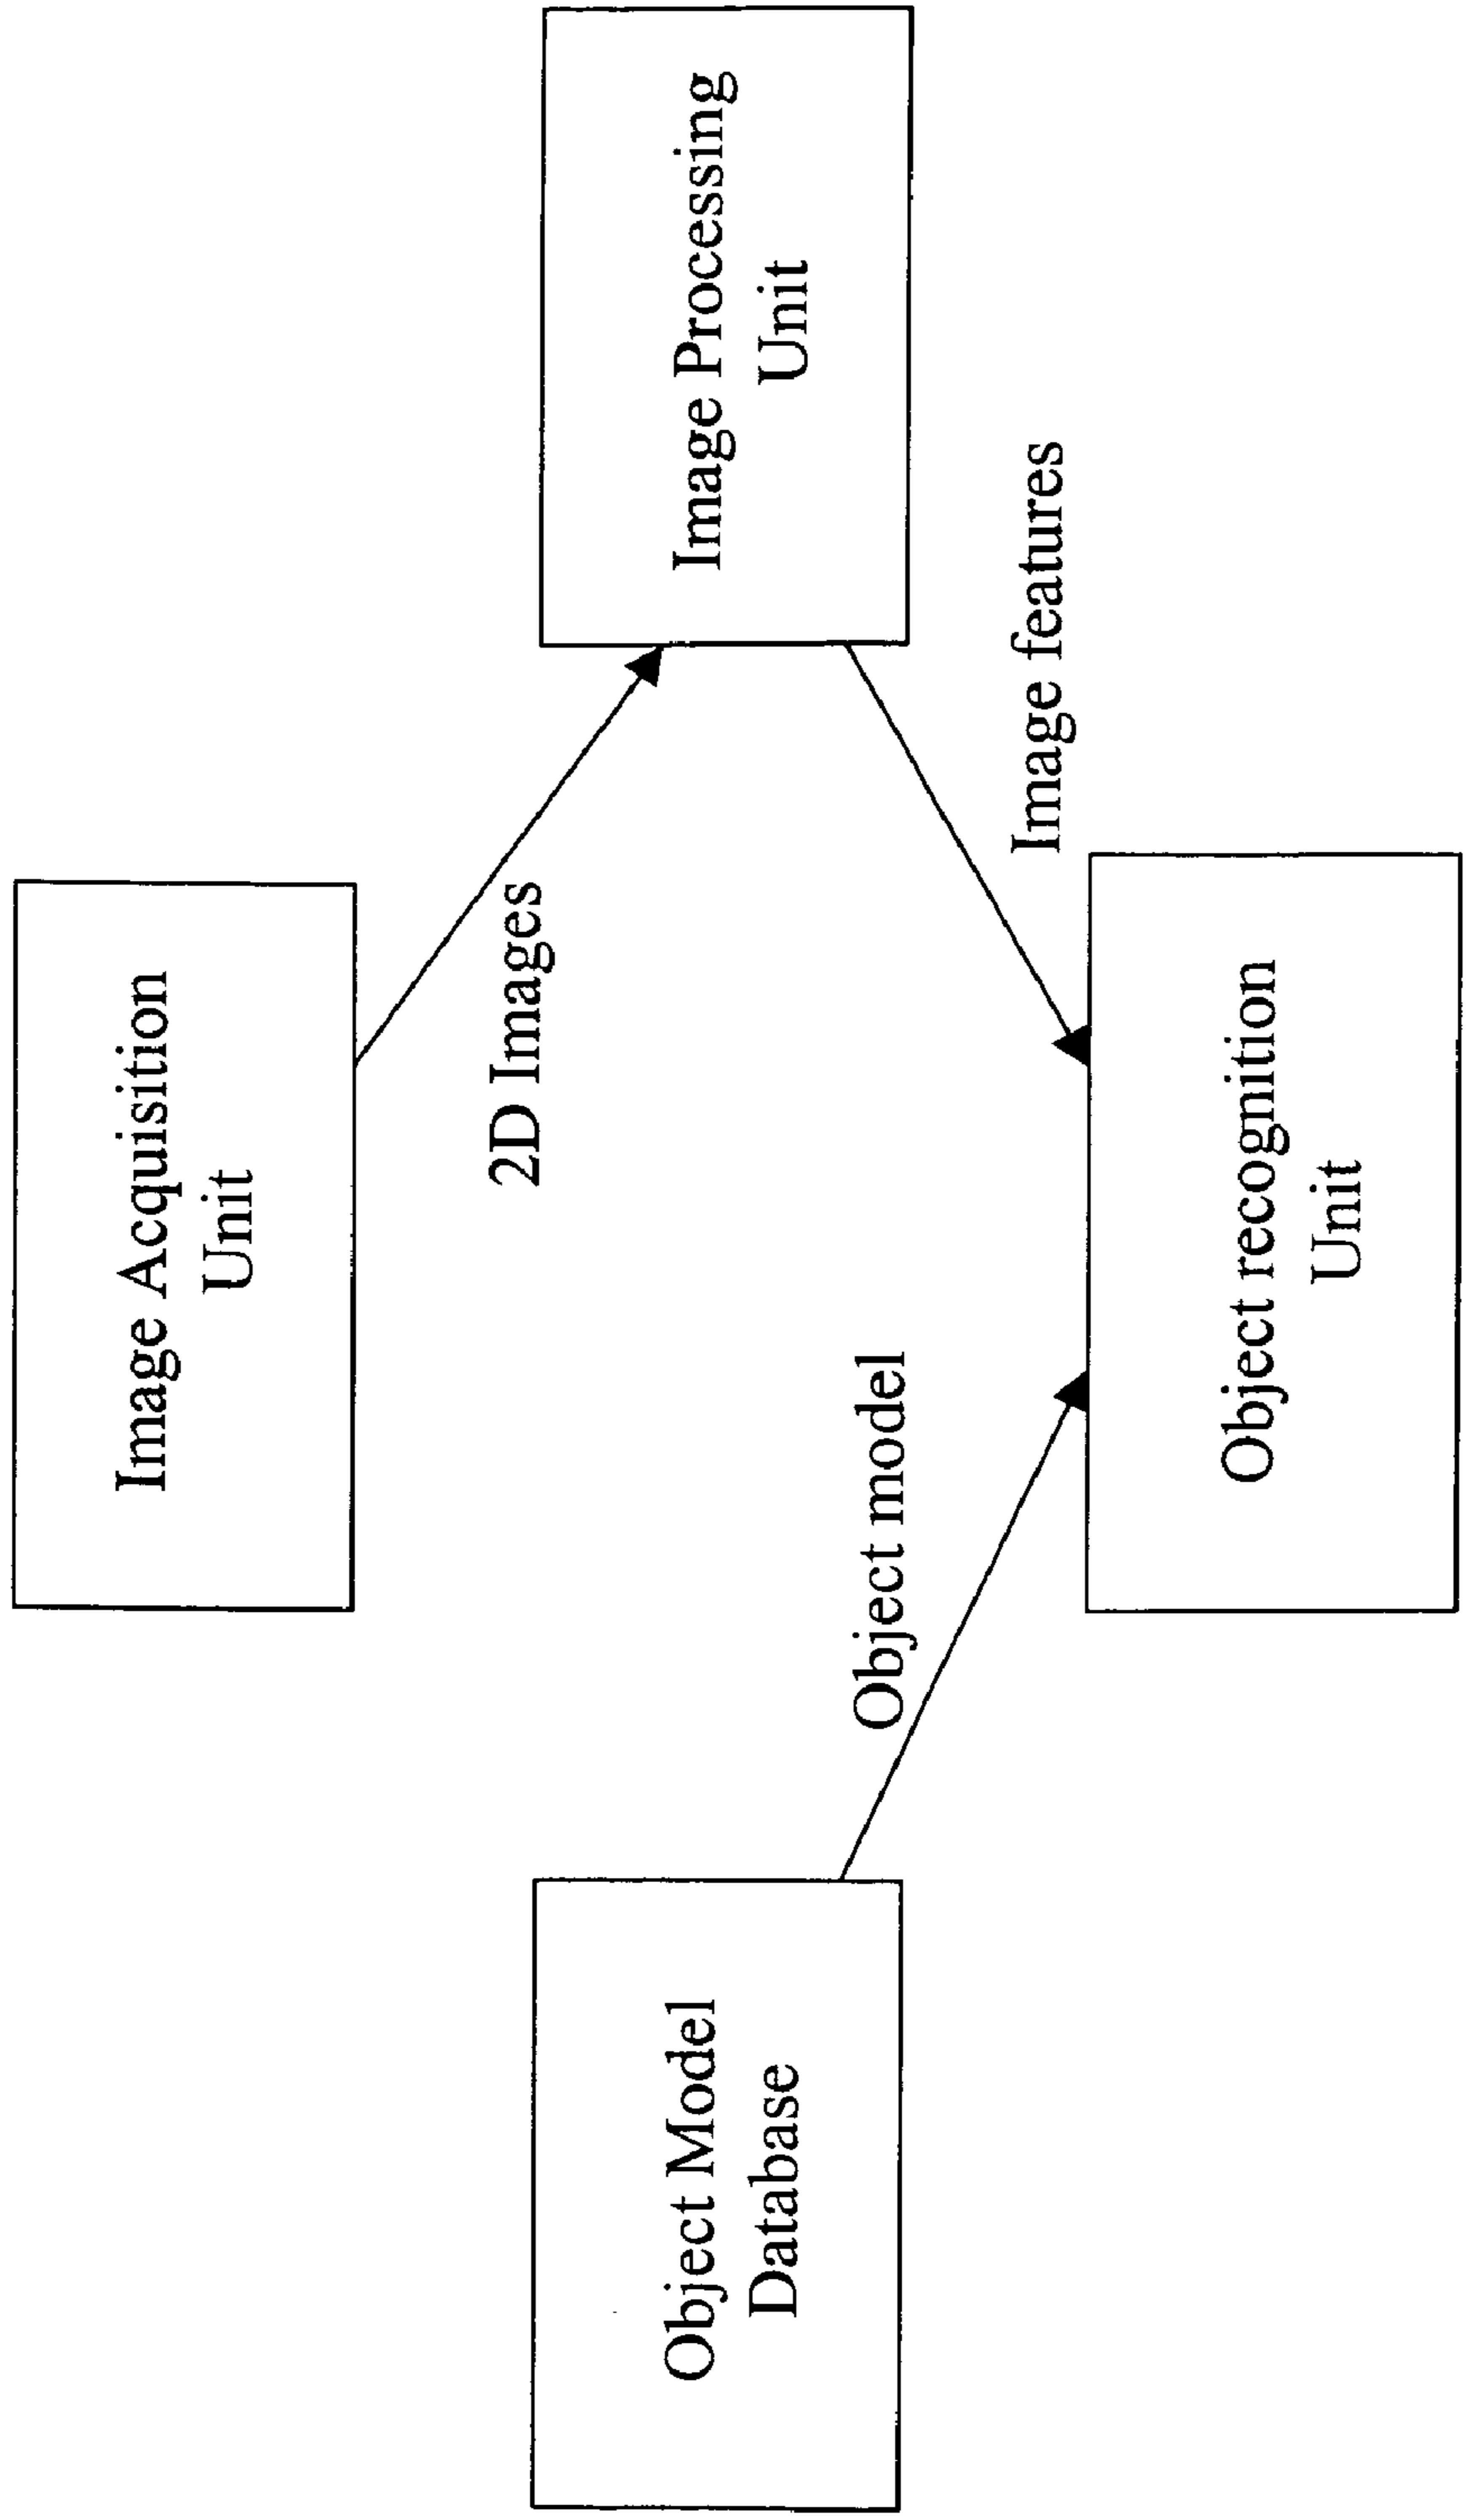 Image Acquisition
Unit
2D Images
Object Model
Database
Image Processing
Unit
Object model
Image features
Object recognition
Unit